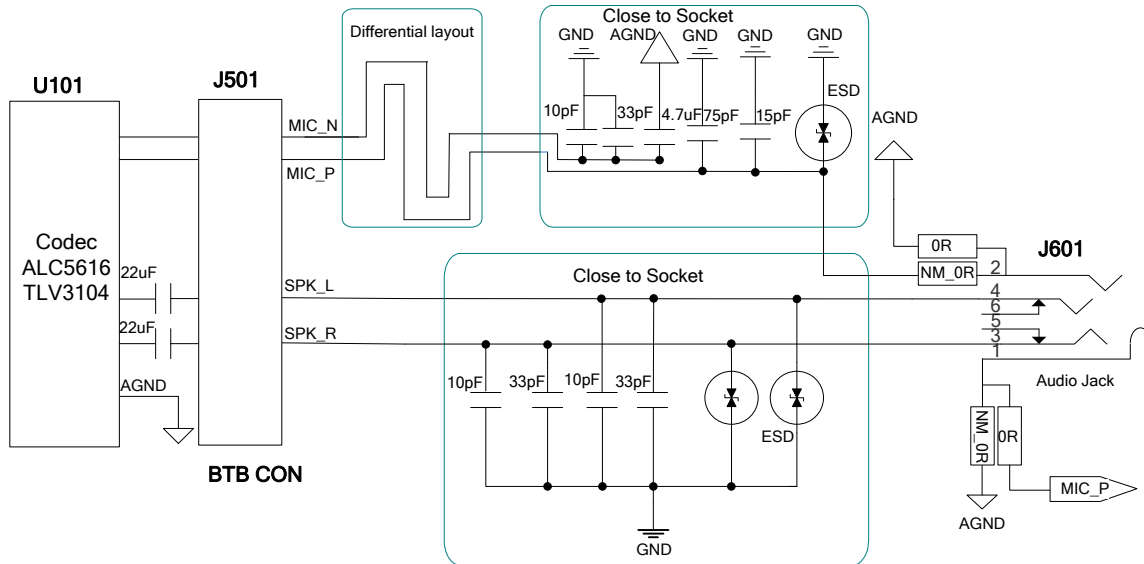 Close to Socket
Differential layout
GND
AGND
GND
GND
GND
U101
J501
ESD
10pF
33pF
4.7uF
75pF
15pF
AGND
MIC_N
MIC_P
0R
J601
Codec
ALC5616
TLV3104
NM_0R
2
22uF
SPK_L
Close to Socket
4
6
5
22uF
SPK_R
3
1
AGND
10pF
33pF
10pF
33pF
Audio Jack
ESD
NM_0R
0R
BTB CON
MIC_P
AGND
GND